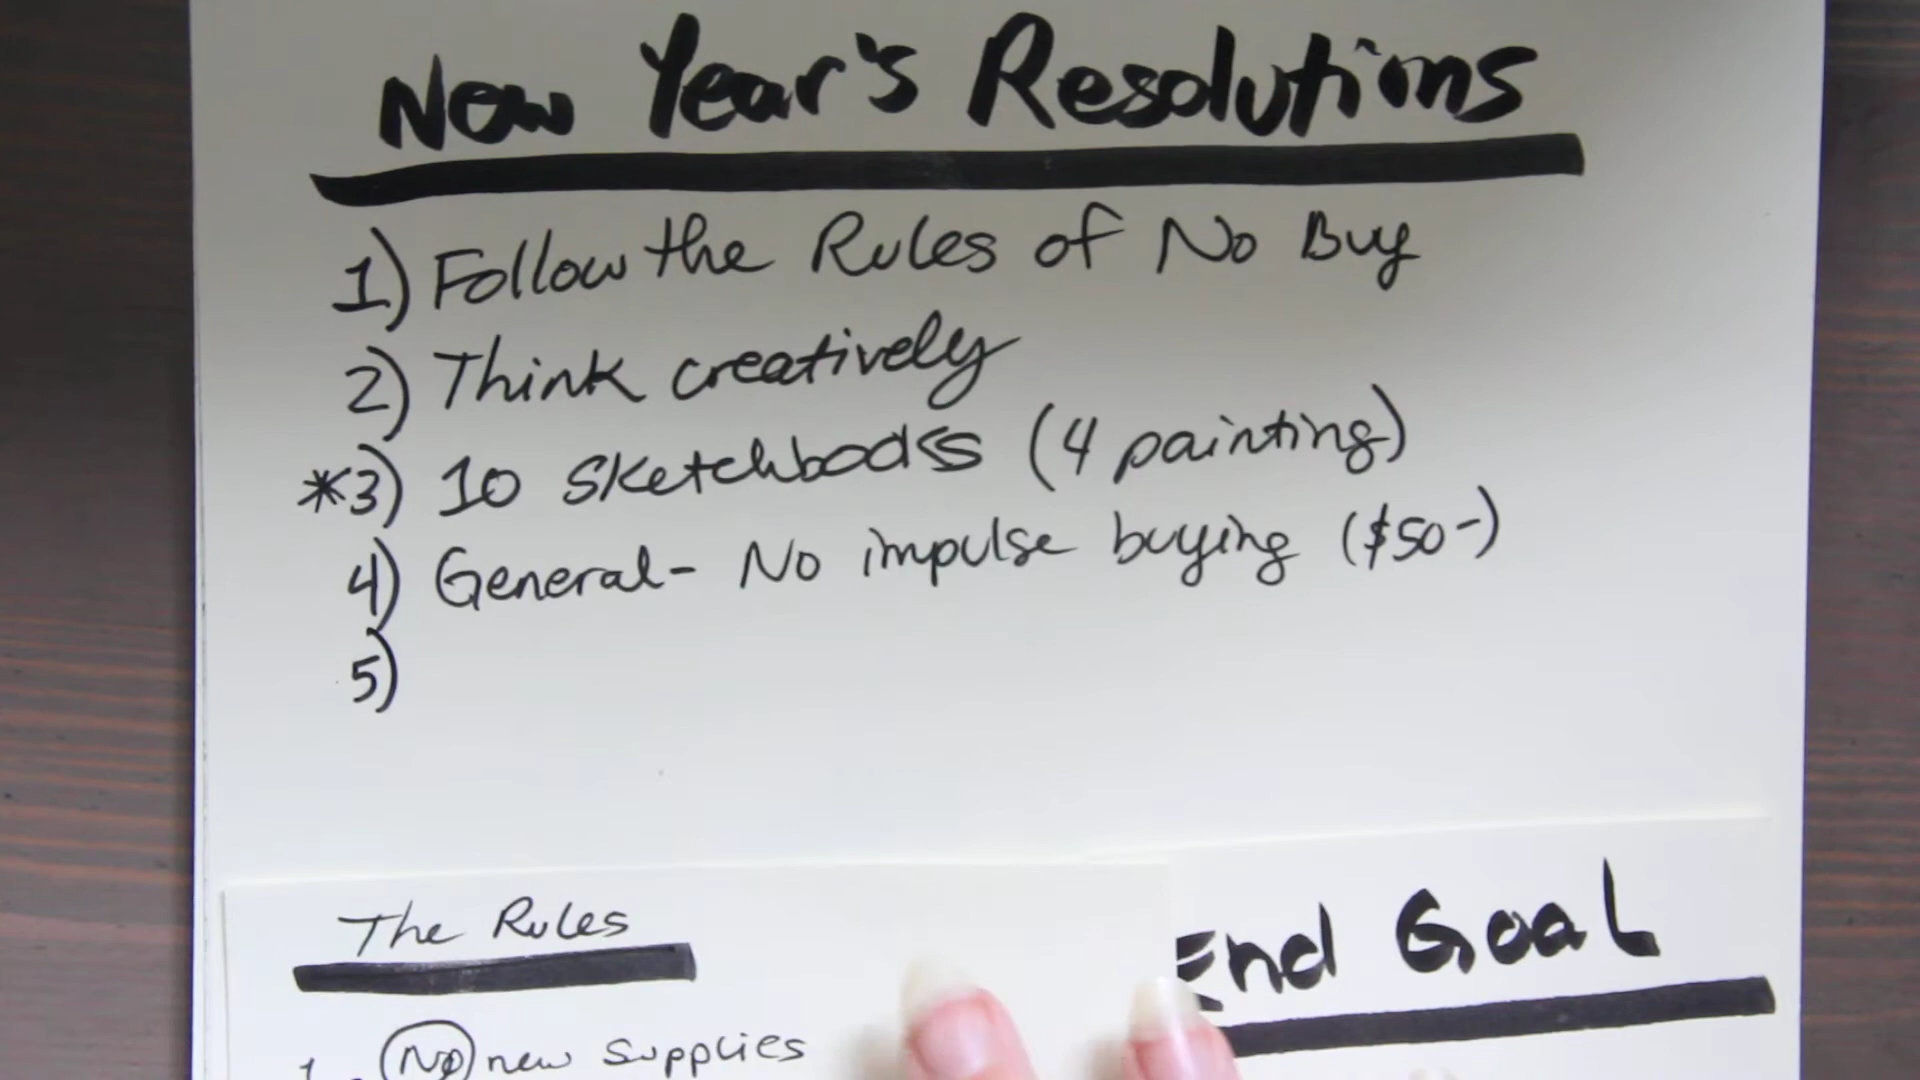 New Year's Resolutions
1) Follow the Rules of No Buy
2) Think creatively
*3) 10 Sketchbooks (4 painting)
4) General- No impulse buying ($50-)
5)
The Rules
1. No new supplies
End Goal